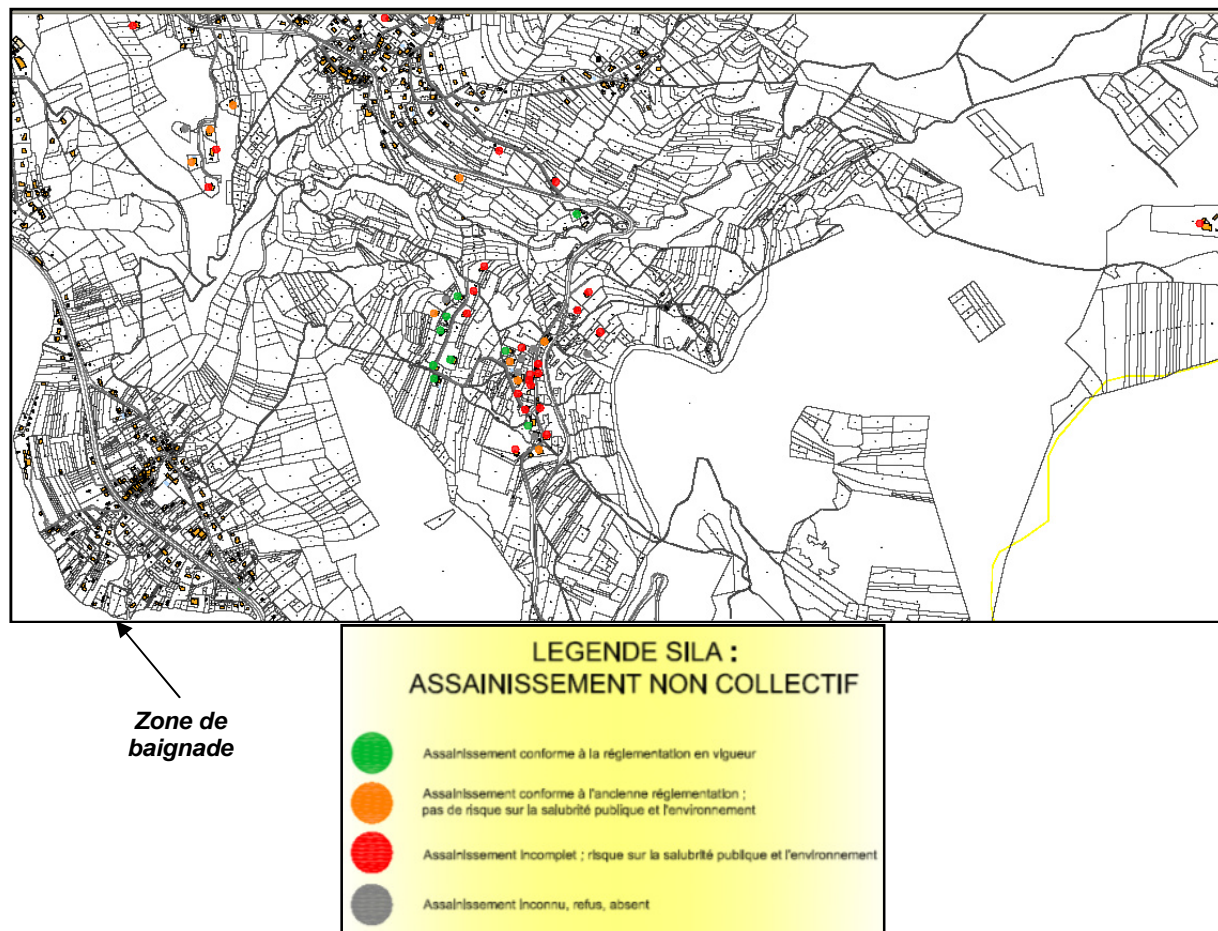 Zone de
baignade
LEGENDE SILA :
ASSAINISSEMENT NON COLLECTIF
Assainissement conforme à la réglementation en vigueur
Assainissement conforme à l'ancienne réglementation ;
pas de risque sur la salubrité publique et l'environnement
Assainissement incomplet ; risque sur la salubrité publique et l'environnement
Assainissement inconnu, refus, absent